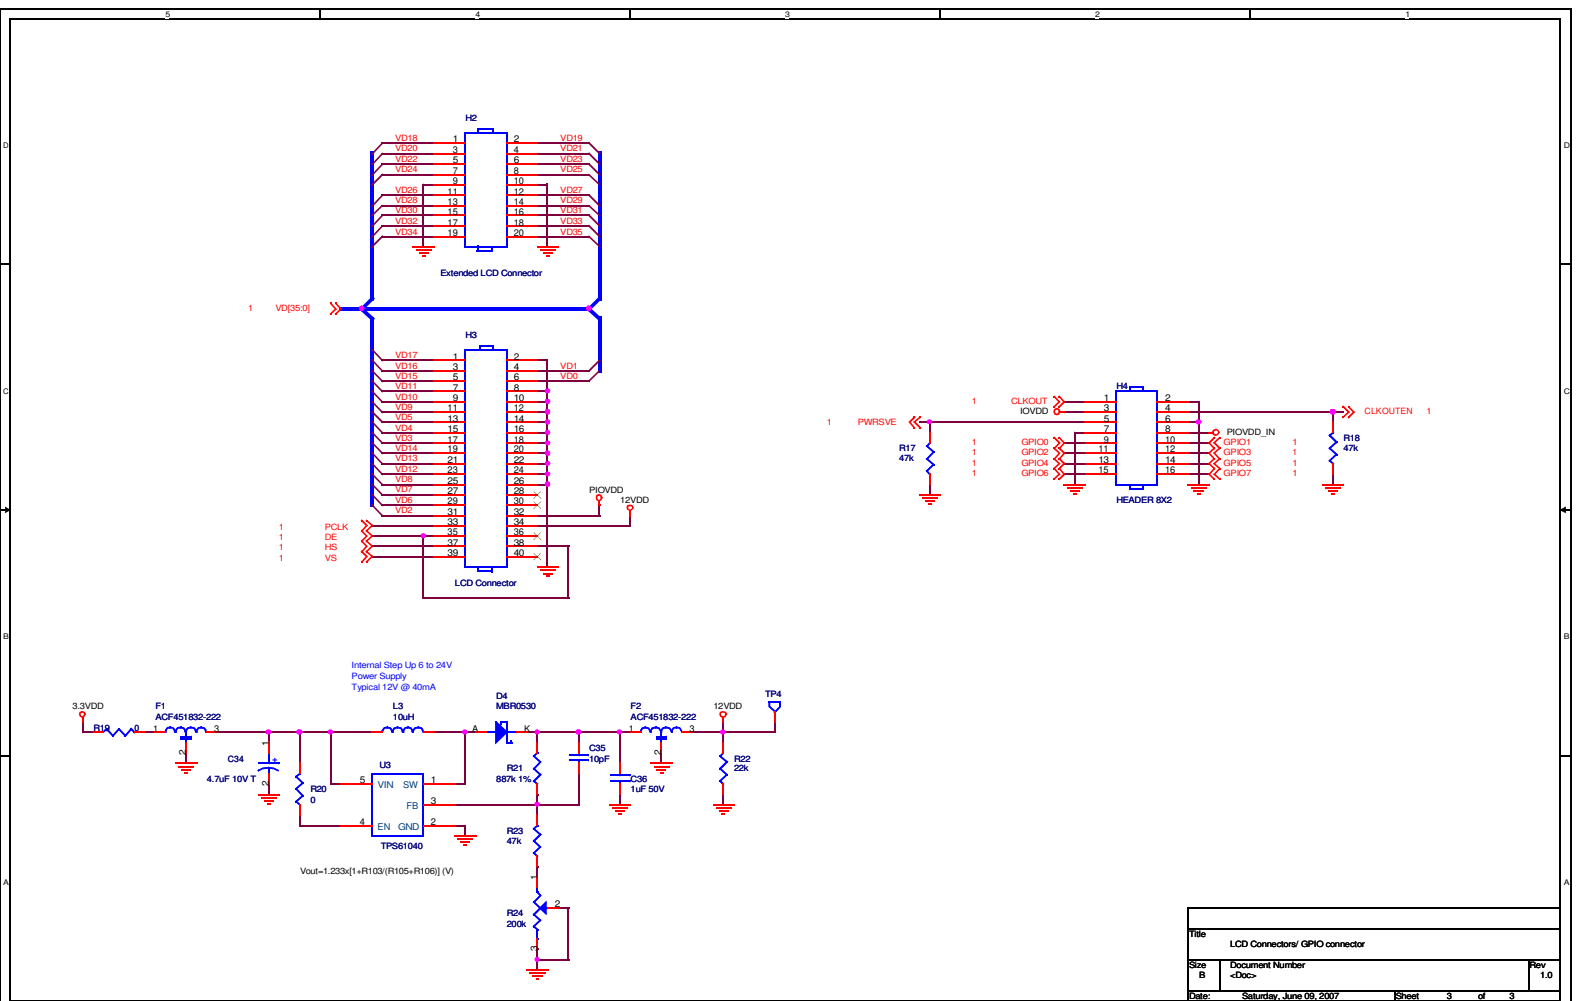 5 4 3 2 1
D D
C C
B B
A A
H2
VD18 1 2 VD19
VD20 3 4 VD21
VD22 5 6 VD23
VD24 7 8 VD25
9 10
VD26 11 12 VD27
VD28 13 14 VD29
VD30 15 16 VD31
VD32 17 18 VD33
VD34 19 20 VD35
Extended LCD Connector
1 VD[35:0]
H3
VD17 1 2
VD16 3 4 VD1
VD15 5 6 VD0
VD11 7 8
VD10 9 10
VD9 11 12
VD5 13 14
VD4 15 16
VD3 17 18
VD14 19 20
VD13 21 22
VD12 23 24
VD8 25 26
VD7 27 28
VD6 29 30
VD2 31 32
1 PCLK 33 34
1 DE 35 36
1 HS 37 38
1 VS 39 40
PIOVDD
12VDD
LCD Connector
H4
1 CLKOUT 1 2
IOVDD 3 4 CLKOUTEN 1
1 PWRSVE 5 6
7 8 PIOVDD_IN
1 GPIO0 9 10 GPIO1 1
1 GPIO2 11 12 GPIO3 1
1 GPIO4 13 14 GPIO5 1
1 GPIO6 15 16 GPIO7 1
R17
47k
R18
47k
HEADER 8X2
Internal Step Up 6 to 24V
Power Supply
Typical 12V @ 40mA
3.3VDD
R19 0
F1
ACF451832-222
1 3
2
L3
10uH
D4
MBR0530
A K
F2
ACF451832-222
1 3
2
12VDD
TP4
C34
4.7uF 10V T
1
+
2
R20
0
U3
5 VIN SW 1
FB 3
4 EN GND 2
TPS61040
R21
887k 1%
C35
10pF
C36
1uF 50V
R22
22k
R23
47k
Vout=1.233x[1+R103/(R105+R106)] (V)
R24
200k
1
2
3
Title
LCD Connectors/ GPIO connector
Size Document Number Rev
B <Doc> 1.0
Date: Saturday, June 09, 2007 Sheet 3 of 3